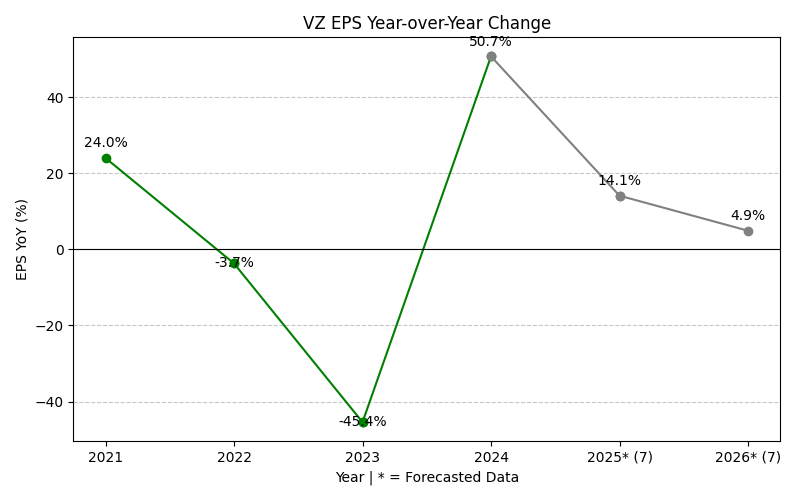 VZ EPS Year-over-Year Change
50.7%
24.0%
14.1%
4.9%
-3.7%
-45.4%
EPS YoY (%)
40
20
0
−20
−40
2021 2022 2023 2024 2025* (7) 2026* (7)
Year | * = Forecasted Data